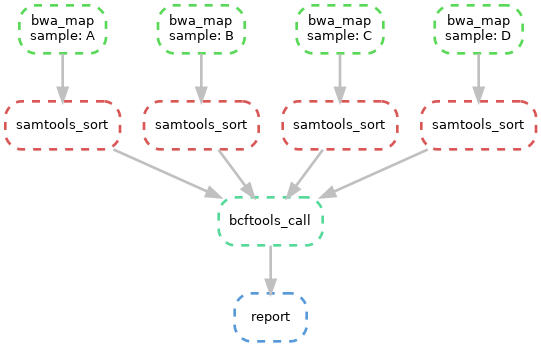 bwa_map
sample: A
bwa_map
sample: B
bwa_map
sample: C
bwa_map
sample: D
samtools_sort
samtools_sort
samtools_sort
samtools_sort
bcftools_call
report